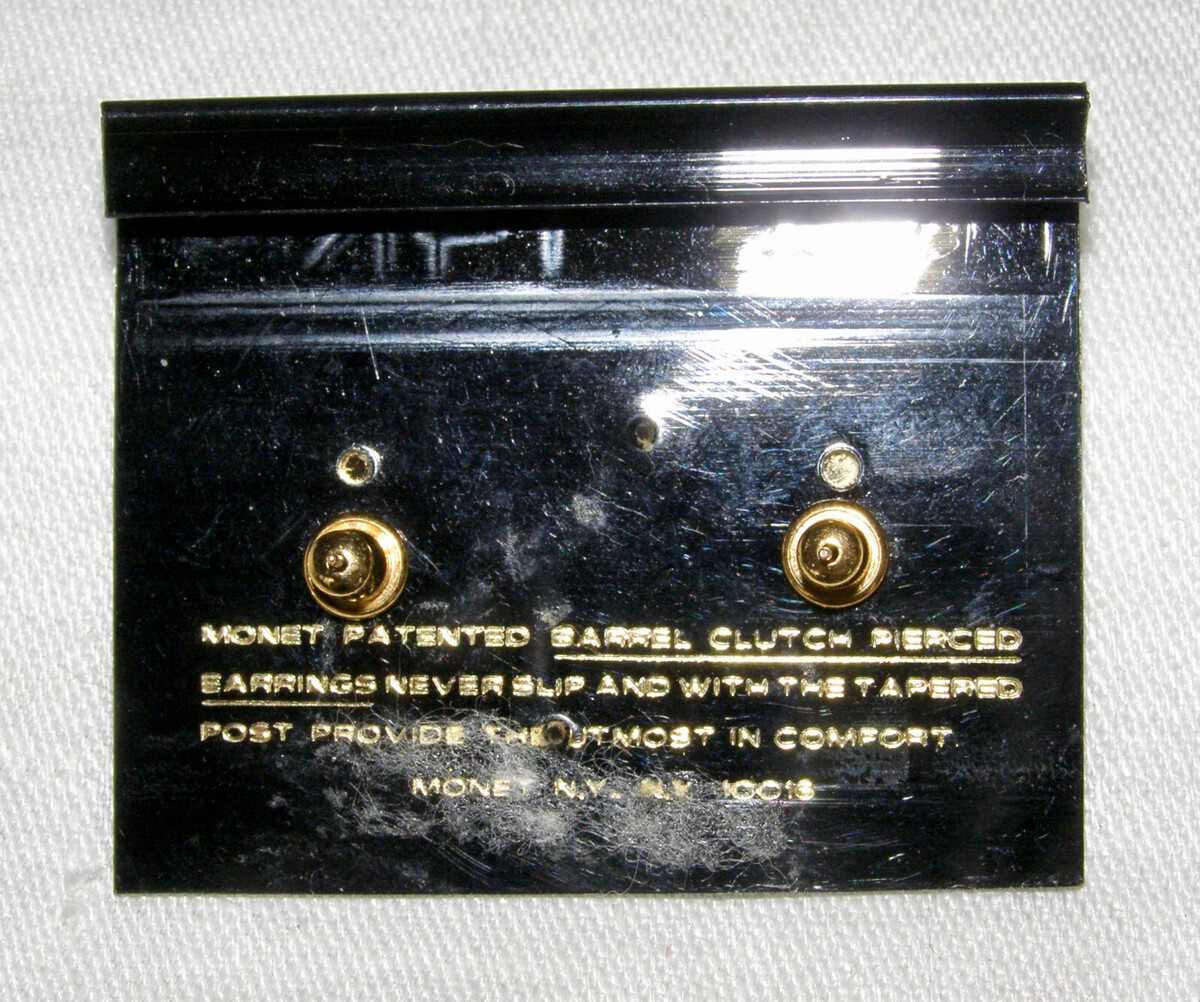 MONET PATENTED BARREL CLUTCH PIERCED
EARRINGS NEVER SLIP AND WITH THE TAPERED
POST PROVIDE THE UTMOST IN COMFORT.
MONET N.Y. N.Y. 10016